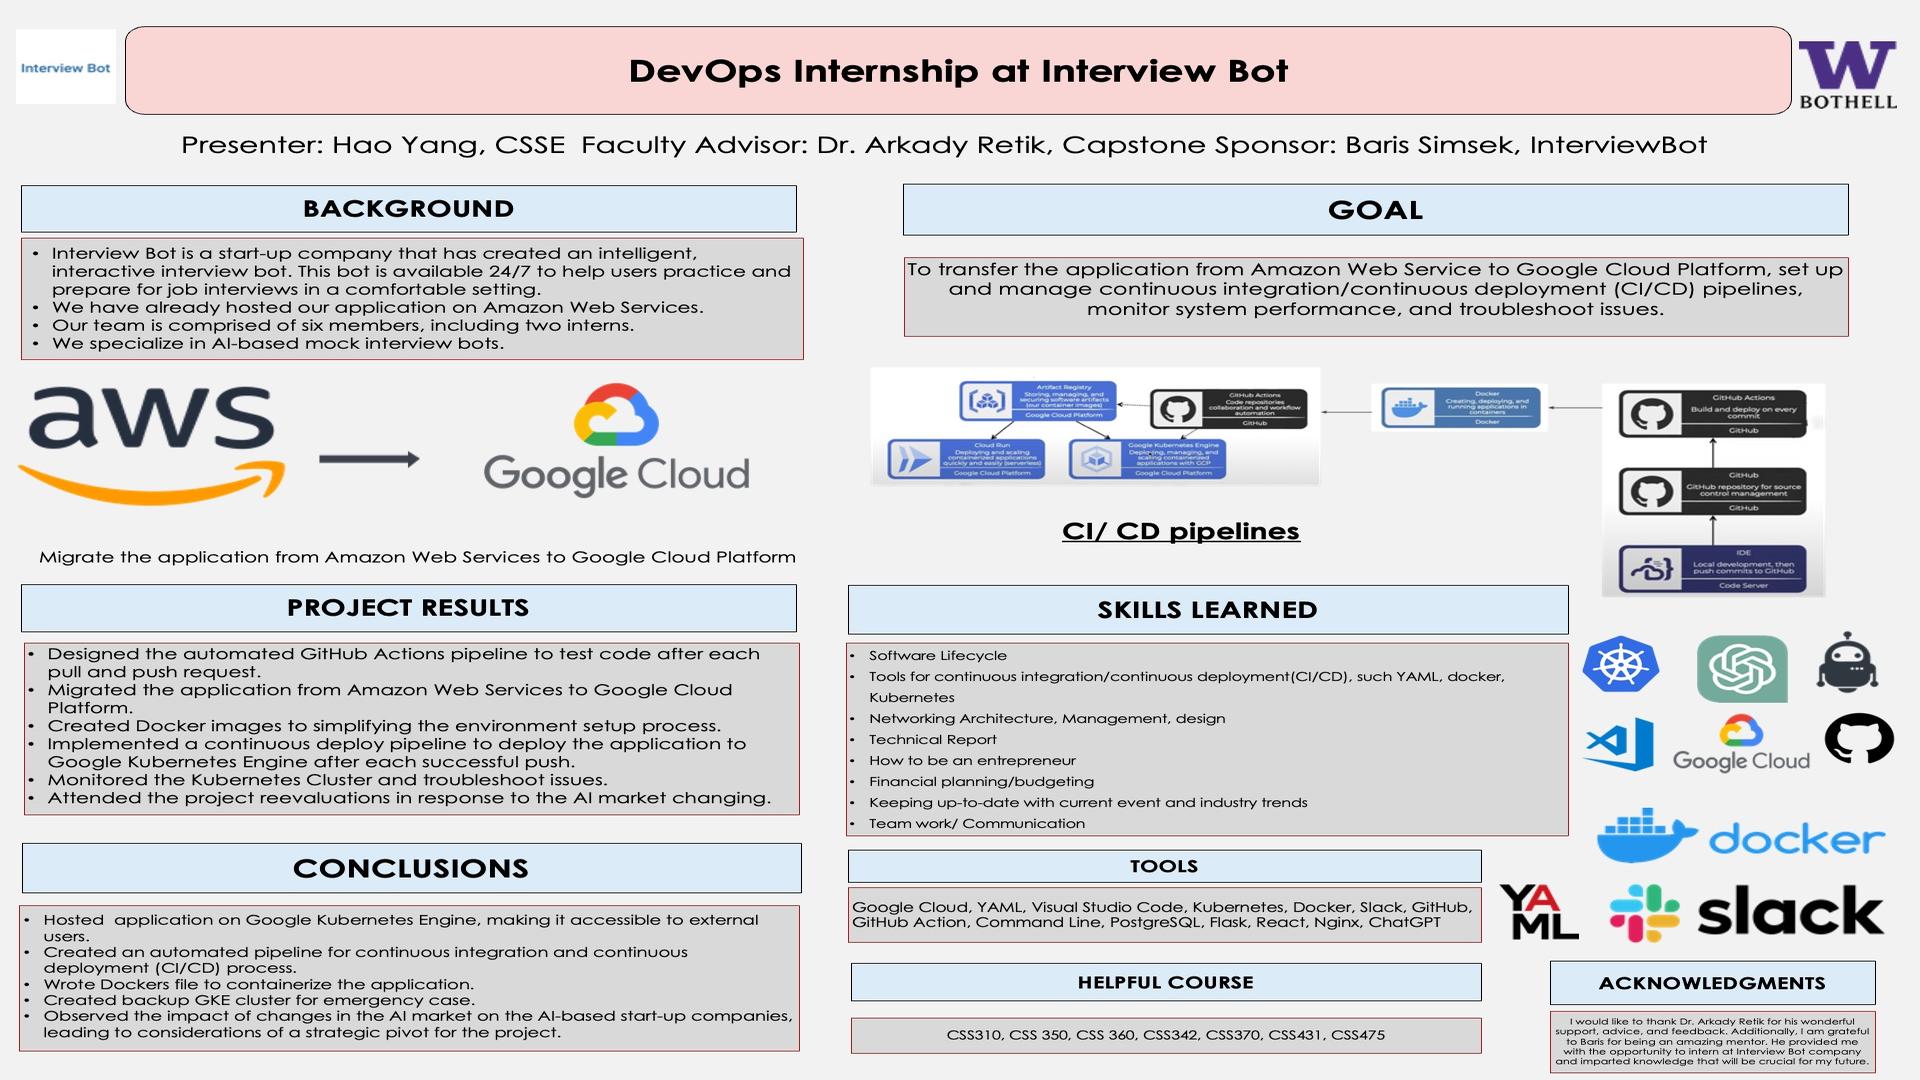 Interview Bot
DevOps Internship at Interview Bot
W
BOTHELL
Presenter: Hao Yang, CSSE  Faculty Advisor: Dr. Arkady Retik, Capstone Sponsor: Baris Simsek, InterviewBot
BACKGROUND
• Interview Bot is a start-up company that has created an intelligent,
interactive interview bot. This bot is available 24/7 to help users practice and
prepare for job interviews in a comfortable setting.
• We have already hosted our application on Amazon Web Services.
• Our team is comprised of six members, including two interns.
• We specialize in AI-based mock interview bots.
aws
Google Cloud
Migrate the application from Amazon Web Services to Google Cloud Platform
PROJECT RESULTS
• Designed the automated GitHub Actions pipeline to test code after each
pull and push request.
• Migrated the application from Amazon Web Services to Google Cloud
Platform.
• Created Docker images to simplifying the environment setup process.
• Implemented a continuous deploy pipeline to deploy the application to
Google Kubernetes Engine after each successful push.
• Monitored the Kubernetes Cluster and troubleshoot issues.
• Attended the project reevaluations in response to the AI market changing.
CONCLUSIONS
• Hosted  application on Google Kubernetes Engine, making it accessible to external
users.
• Created an automated pipeline for continuous integration and continuous
deployment (CI/CD) process.
• Wrote Dockers file to containerize the application.
• Created backup GKE cluster for emergency case.
• Observed the impact of changes in the AI market on the AI-based start-up companies,
leading to considerations of a strategic pivot for the project.
GOAL
To transfer the application from Amazon Web Service to Google Cloud Platform, set up
and manage continuous integration/continuous deployment (CI/CD) pipelines,
monitor system performance, and troubleshoot issues.
Artifact Registry
Storing, managing, and
securing software artifacts
(our container images)
Google Cloud Platform
GitHub Actions
Code repositories
collaboration and workflow
automation
GitHub
Cloud Run
Deploying and scaling
containerized applications
quickly and easily (serverless)
Google Cloud Platform
Google Kubernetes Engine
Deploying, managing, and
scaling containerized
applications with GCP
Google Cloud Platform
Docker
Creating, deploying, and
running applications in
containers
Docker
GitHub Actions
Build and deploy on every
commit
GitHub
GitHub
GitHub repository for source
control management
GitHub
IDE
Local development, then
push commits to GitHub
Code Server
CI/ CD pipelines
SKILLS LEARNED
• Software Lifecycle
• Tools for continuous integration/continuous deployment(CI/CD), such YAML, docker,
Kubernetes
• Networking Architecture, Management, design
• Technical Report
• How to be an entrepreneur
• Financial planning/budgeting
• Keeping up-to-date with current event and industry trends
• Team work/ Communication
Google Cloud
docker
YA
ML
slack
TOOLS
Google Cloud, YAML, Visual Studio Code, Kubernetes, Docker, Slack, GitHub,
GitHub Action, Command Line, PostgreSQL, Flask, React, Nginx, ChatGPT
HELPFUL COURSE
CSS310, CSS 350, CSS 360, CSS342, CSS370, CSS431, CSS475
ACKNOWLEDGMENTS
I would like to thank Dr. Arkady Retik for his wonderful
support, advice, and feedback. Additionally, I am grateful
to Baris for being an amazing mentor. He provided me
with the opportunity to intern at Interview Bot company
and imparted knowledge that will be crucial for my future.